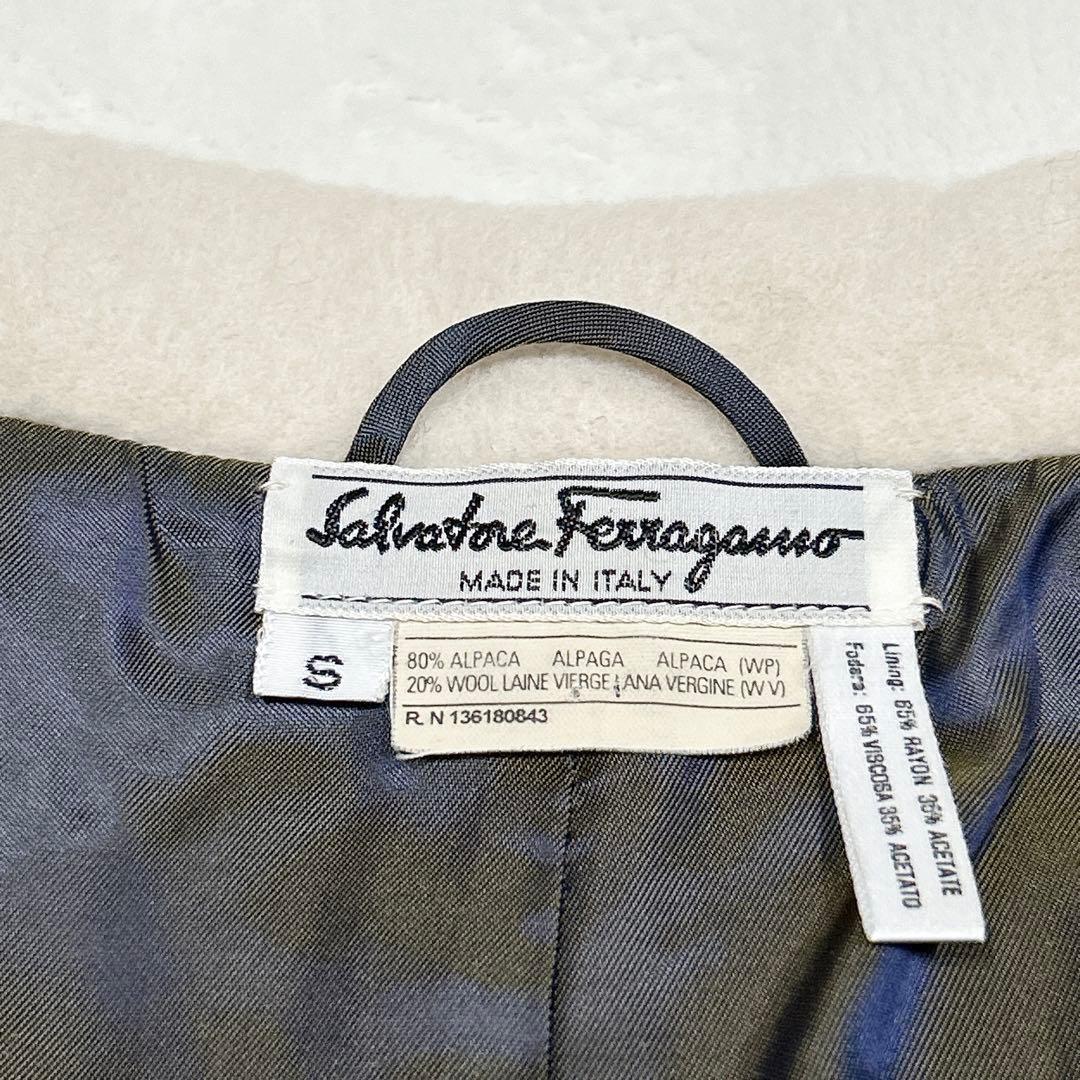 Salvatore Ferragamo
MADE IN ITALY
S
80% ALPACA ALPAGA ALPACA (WP)
20% WOOL LAINE VIERGE LANA VERGINE (W V)
R. N 136180843
Lining: 65% RAYON 35% ACETATE
Fodera: 65% VISCOSA 35% ACETATO